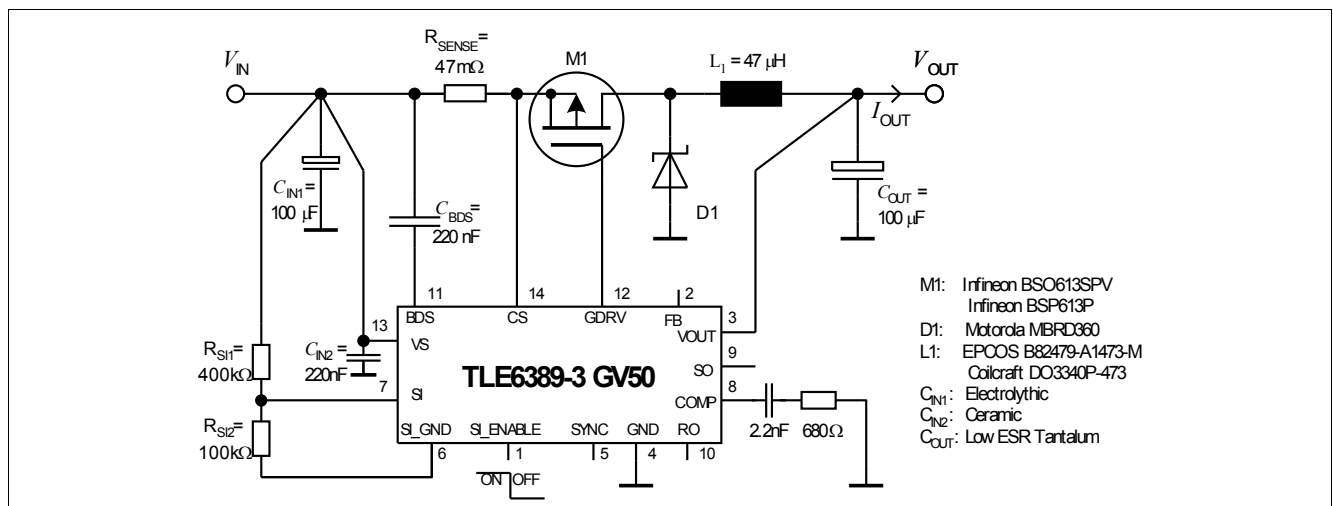 R_SENSE=
47mΩ
M1
L₁ = 47 µH
V_IN
V_OUT
I_OUT
C_IN1=
100 µF
C_BDS=
220 nF
D1
C_OUT =
100 µF
11
14
12
2
13
3
BDS
CS
GDRV
FB
VS
VOUT
9
SO
R_SI1=
400kΩ
C_IN2=
220nF
TLE6389-3 GV50
7
SI
8
COMP
R_SI2=
100kΩ
SI_GND
SI_ENABLE
SYNC
GND
RO
2.2nF
680Ω
6
1
5
4
10
ON
OFF
M1: Infineon BSO613SPV
Infineon BSP613P
D1: Motorola MBRD360
L1: EPCOS B82479-A1473-M
Coilcraft DO3340P-473
C_IN1: Electrolythic
C_IN2: Ceramic
C_OUT: Low ESR Tantalum